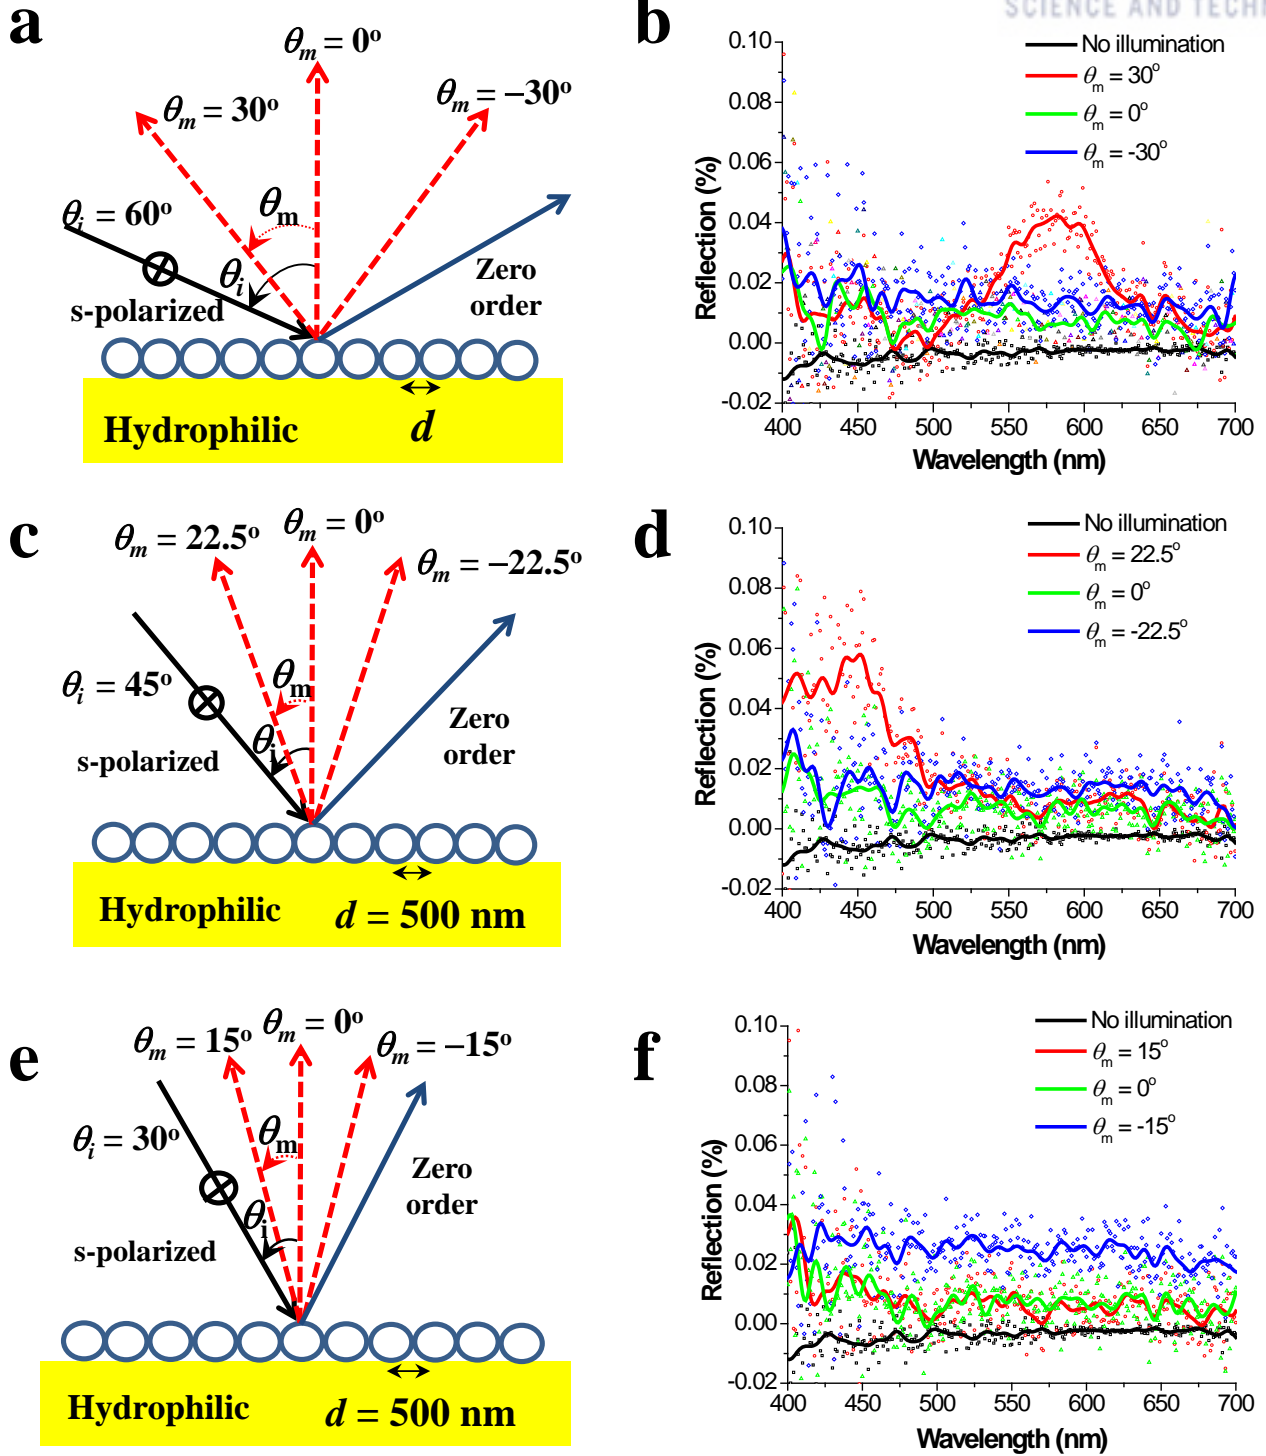 SCIENCE AND TECHN
a
θm = 0°
θm = 30°
θm = −30°
θi = 60°
θm
θi
s-polarized
Zero
order
Hydrophilic
d
b
No illumination
θm = 30°
θm = 0°
θm = -30°
0.10
0.08
0.06
0.04
0.02
0.00
-0.02
Reflection (%)
400 450 500 550 600 650 700
Wavelength (nm)
c
θm = 22.5°
θm = 0°
θm = −22.5°
θi = 45°
θm
θi
s-polarized
Zero
order
Hydrophilic
d = 500 nm
d
No illumination
θm = 22.5°
θm = 0°
θm = -22.5°
0.10
0.08
0.06
0.04
0.02
0.00
-0.02
Reflection (%)
400 450 500 550 600 650 700
Wavelength (nm)
e
θm = 15°
θm = 0°
θm = −15°
θi = 30°
θm
θi
s-polarized
Zero
order
Hydrophilic
d = 500 nm
f
No illumination
θm = 15°
θm = 0°
θm = -15°
0.10
0.08
0.06
0.04
0.02
0.00
-0.02
Reflection (%)
400 450 500 550 600 650 700
Wavelength (nm)